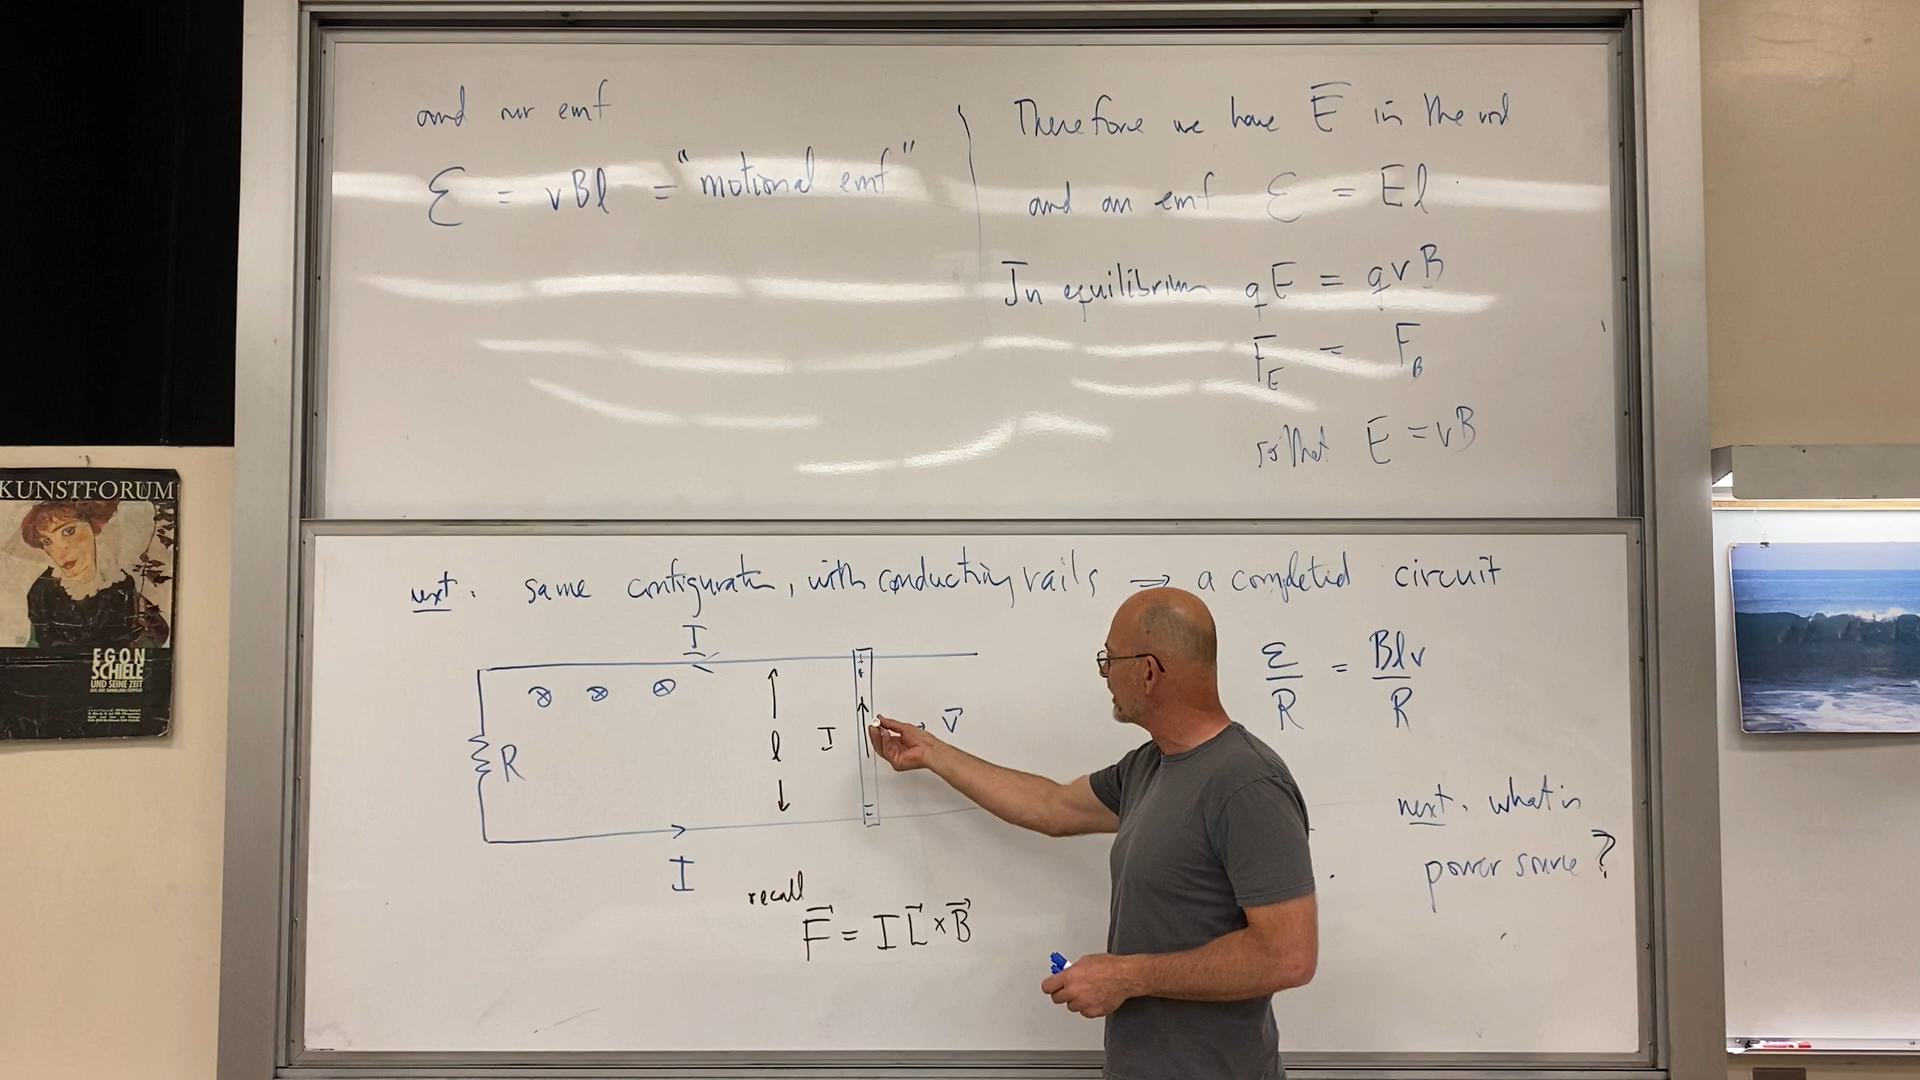 and our emf
ℰ = vBl = "motional emf"
Therefore we have E in the rod
and an emf ℰ = El
In equilibrium qE = qvB
F_E = F_B
so that E = vB
next. same configuratn, with conducting rails ⇒ a completed circuit
I
⊗ ⊗ ⊗
R
l
I
++
=
→ v⃗
I
recall
F⃗ = I L⃗ × B⃗
ℰ/R = Blv/R
next. what is
power source?
KUNSTFORUM
EGON
SCHIELE
UND SEINE ZEIT